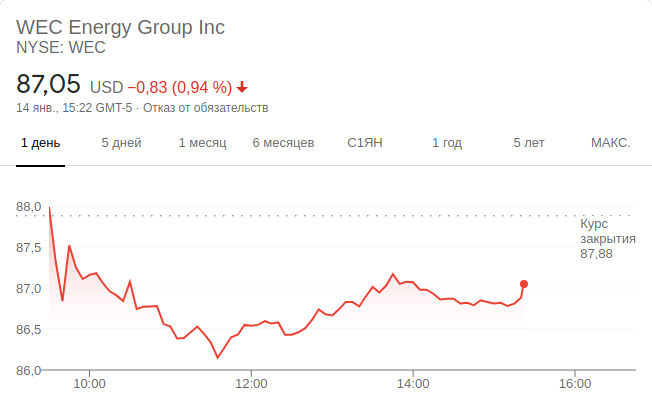 WEC Energy Group Inc
NYSE: WEC
87,05 USD −0,83 (0,94 %)
14 янв., 15:22 GMT-5 · Отказ от обязательств
1 день 5 дней 1 месяц 6 месяцев С1ЯН 1 год 5 лет МАКС.
88,0
Курс
закрытия
87,5
87,88
87,0
86,5
86,0
10:00 12:00 14:00 16:00